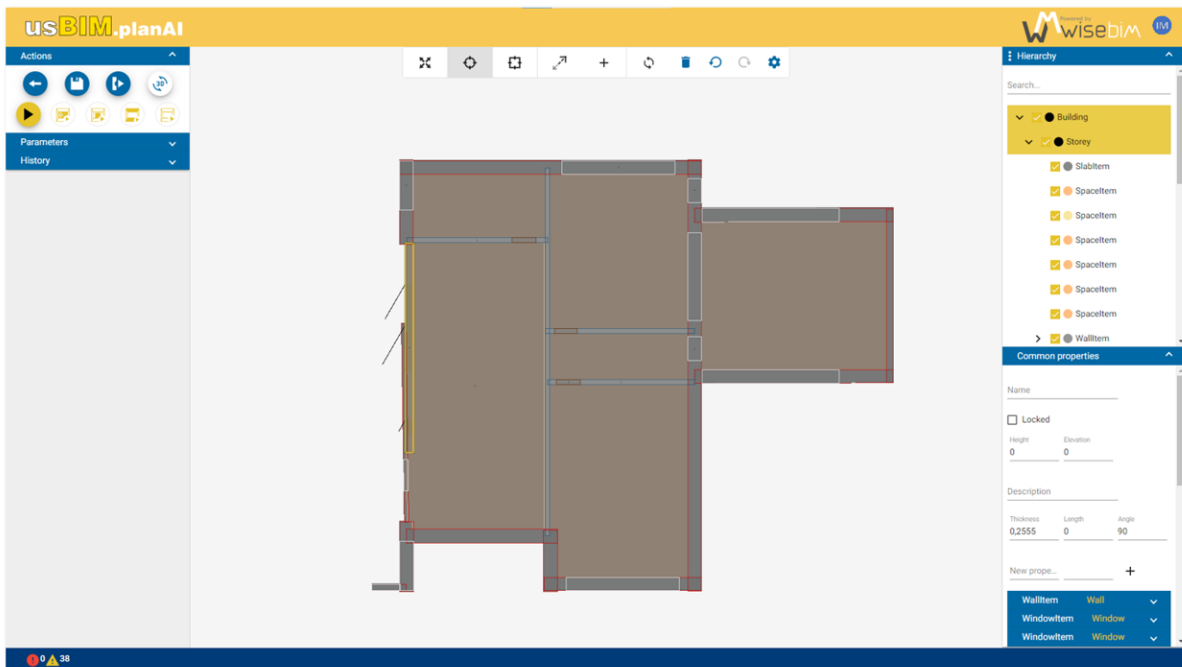 usBIM.planAI
Powered by
wisebim
IM
Actions
3D
Parameters
History
Hierarchy
Search...
Building
Storey
SlabItem
SpaceItem
SpaceItem
SpaceItem
SpaceItem
SpaceItem
SpaceItem
WallItem
Common properties
Name
Locked
Height Elevation
0 0
Description
Thickness Length Angle
0,2555 0 90
New prope...
WallItem Wall
WindowItem Window
WindowItem Window
0 38